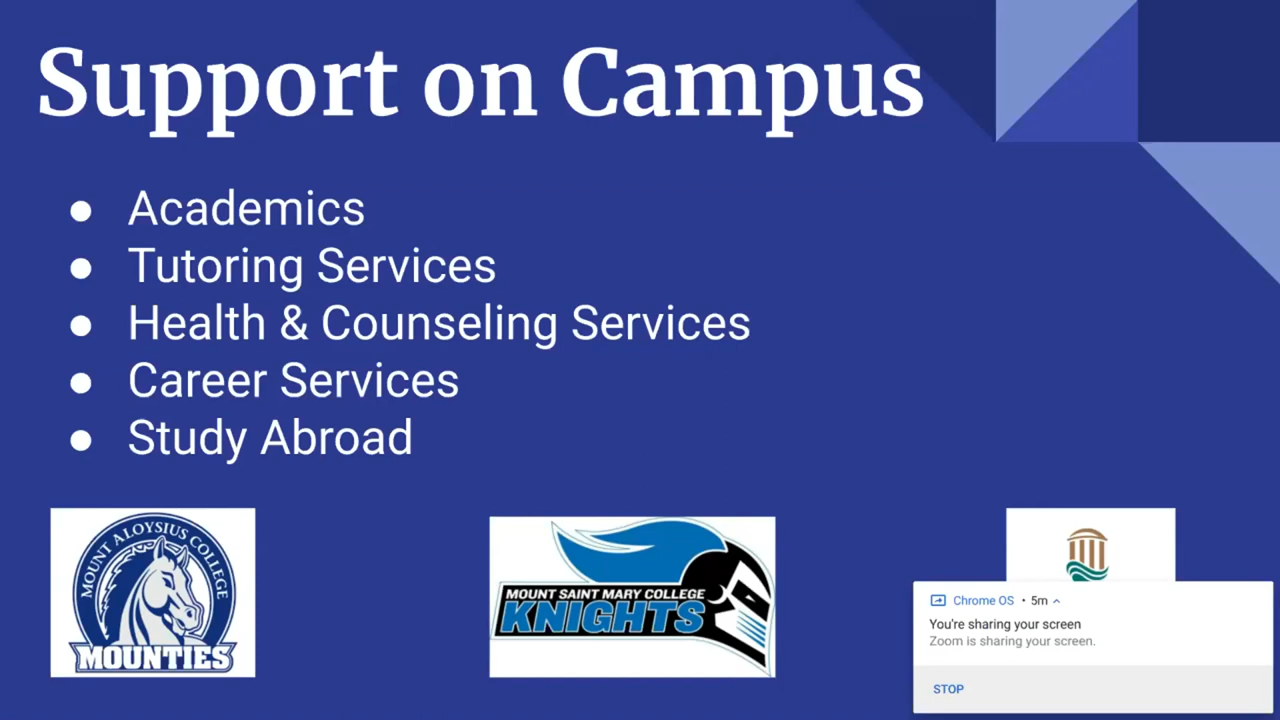 Support on Campus
● Academics
● Tutoring Services
● Health & Counseling Services
● Career Services
● Study Abroad
MOUNT ALOYSIUS COLLEGE
MOUNTIES
MOUNT SAINT MARY COLLEGE
KNIGHTS
Chrome OS • 5m
You're sharing your screen
Zoom is sharing your screen.
STOP